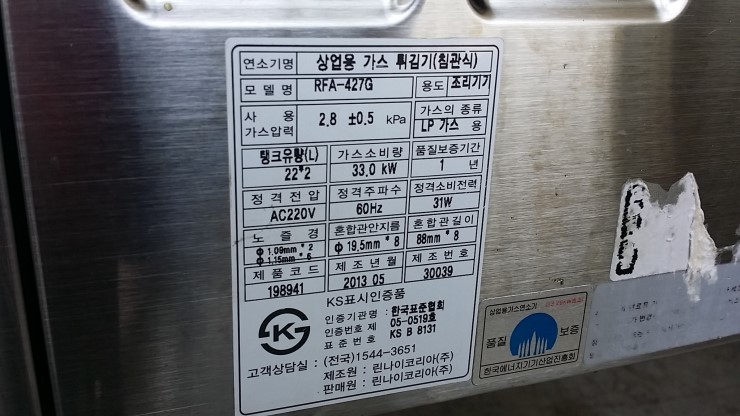 연소기명 상업용 가스 튀김기(침관식)
모 델 명 RFA-427G 용도 조리기기
사 용 가스압력 2.8 ±0.5 kPa 가스의 종류 LP 가스 용
탱크유량(L) 가스소비량 품질보증기간
22*2 33.0 kW 1 년
정 격 전 압 정격주파수 정격소비전력
AC220V 60Hz 31W
노 즐 경 혼합관안지름 혼합관길이
Φ 1.09mm * 2
Φ 1.15mm * 6 Φ 19.5mm * 8 88mm * 8
제 품 코 드 제 조 년 월 제 조 번 호
198941 2013 05 30039
KS표시인증품
인증기관명 : 한국표준협회
인증번호 제 05-0519호
표 준 번 호 KS B 8131
고객상담실 : (전국)1544-3651
제조원 : 린나이코리아(주)
판매원 : 린나이코리아(주)
상업용가스연소기
품질 보증
한국에너지기기산업진흥회